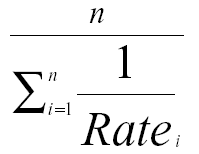 n
∑ⁿᵢ₌₁ 1
Rateᵢ